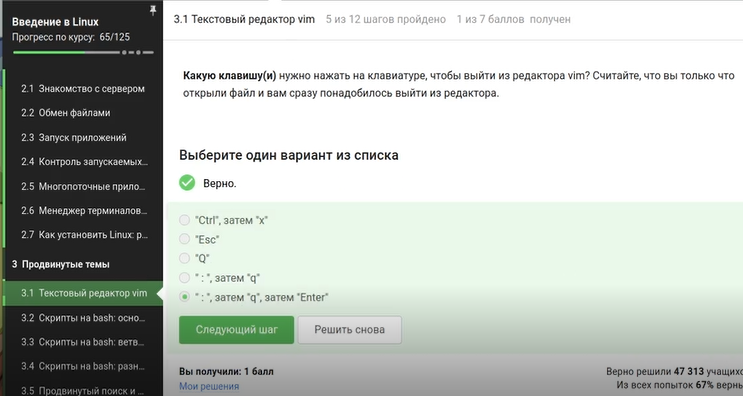 Введение в Linux
Прогресс по курсу: 65/125
2.1 Знакомство с сервером
2.2 Обмен файлами
2.3 Запуск приложений
2.4 Контроль запускаемых...
2.5 Многопоточные прило...
2.6 Менеджер терминалов...
2.7 Как установить Linux: р...
3 Продвинутые темы
3.1 Текстовый редактор vim
3.2 Скрипты на bash: осно...
3.3 Скрипты на bash: ветв...
3.4 Скрипты на bash: разн...
3.5 Продвинутый поиск и ...
3.1 Текстовый редактор vim 5 из 12 шагов пройдено 1 из 7 баллов получен
Какую клавишу(и) нужно нажать на клавиатуре, чтобы выйти из редактора vim? Считайте, что вы только что
открыли файл и вам сразу понадобилось выйти из редактора.
Выберите один вариант из списка
Верно.
"Ctrl", затем "x"
"Esc"
"Q"
" : ", затем "q"
" : ", затем "q", затем "Enter"
Следующий шаг
Решить снова
Вы получили: 1 балл
Мои решения
Верно решили 47 313 учащихс
Из всех попыток 67% верны